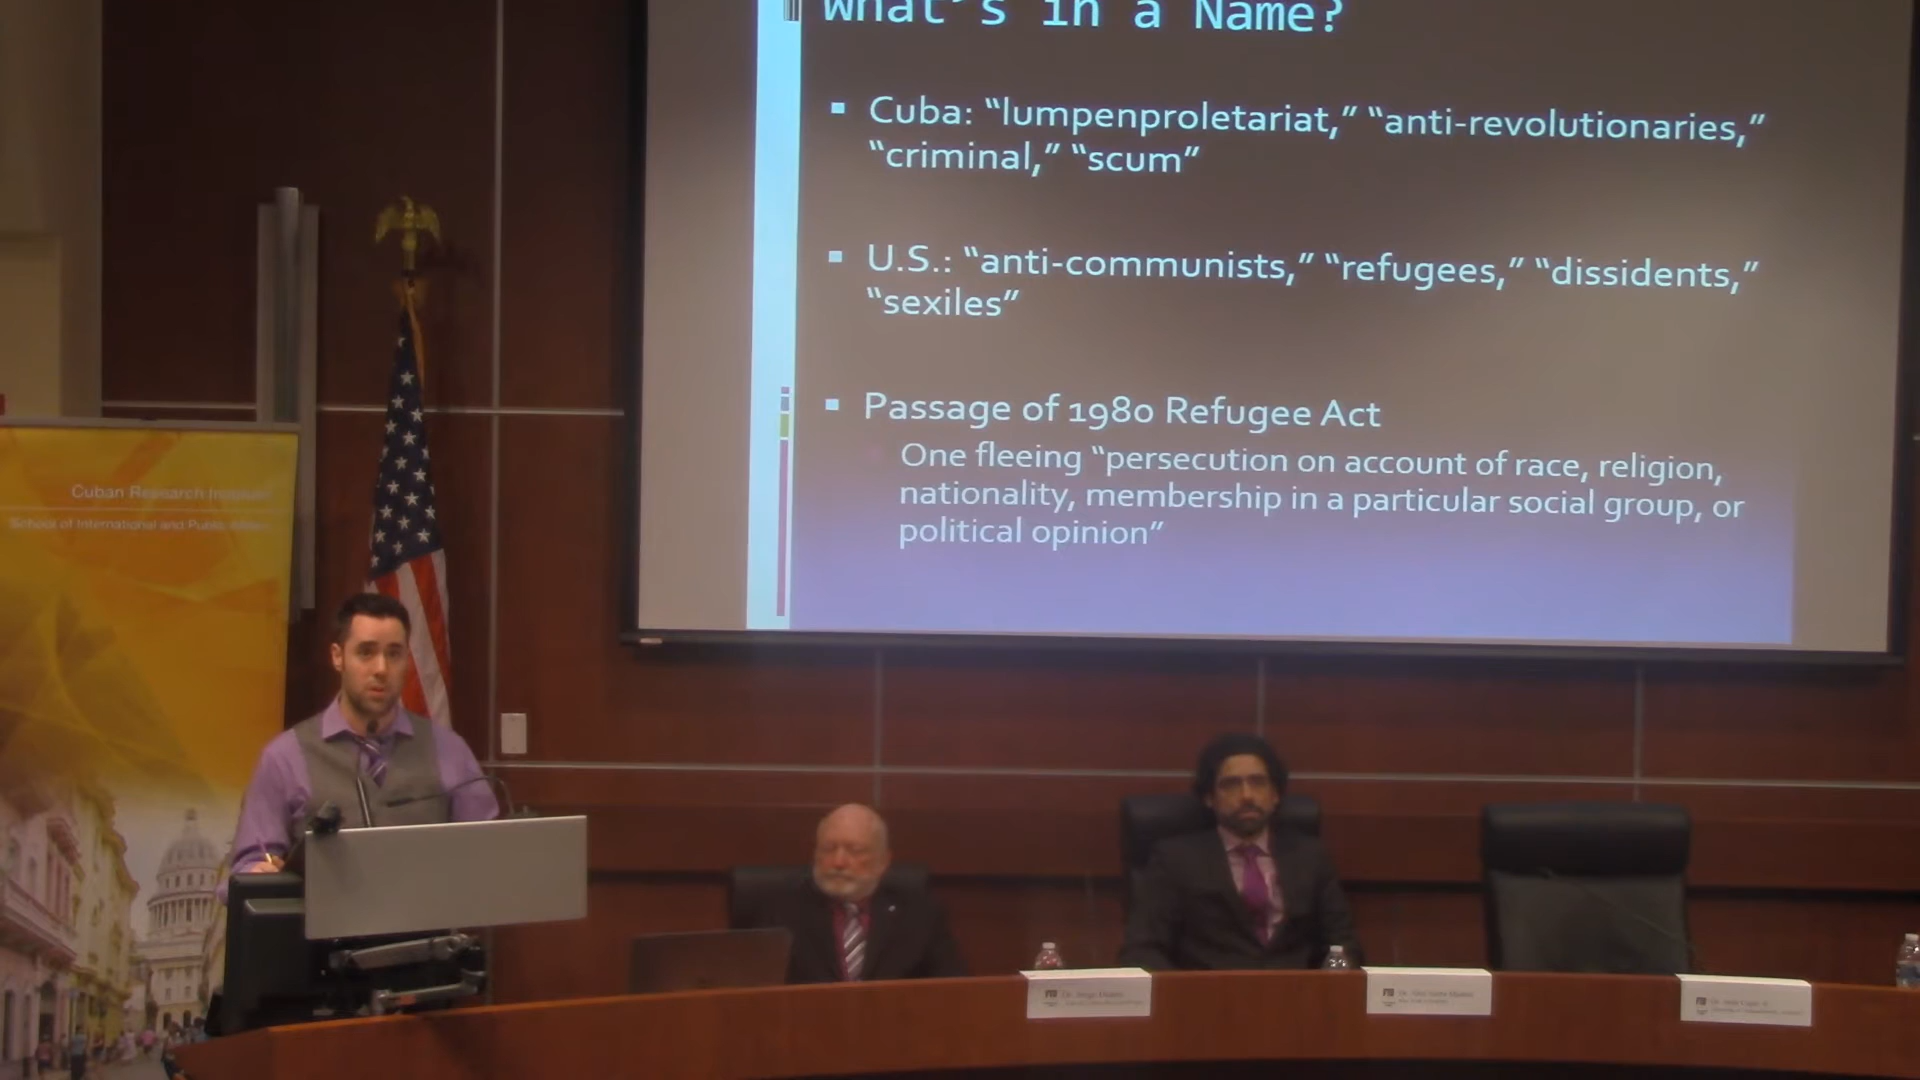 What's in a Name?
Cuba: “lumpenproletariat,” “anti-revolutionaries,”
“criminal,” “scum”
U.S.: “anti-communists,” “refugees,” “dissidents,”
“sexiles”
Passage of 1980 Refugee Act
One fleeing “persecution on account of race, religion,
nationality, membership in a particular social group, or
political opinion”
Cuban Research Institute
School of International and Public Affairs